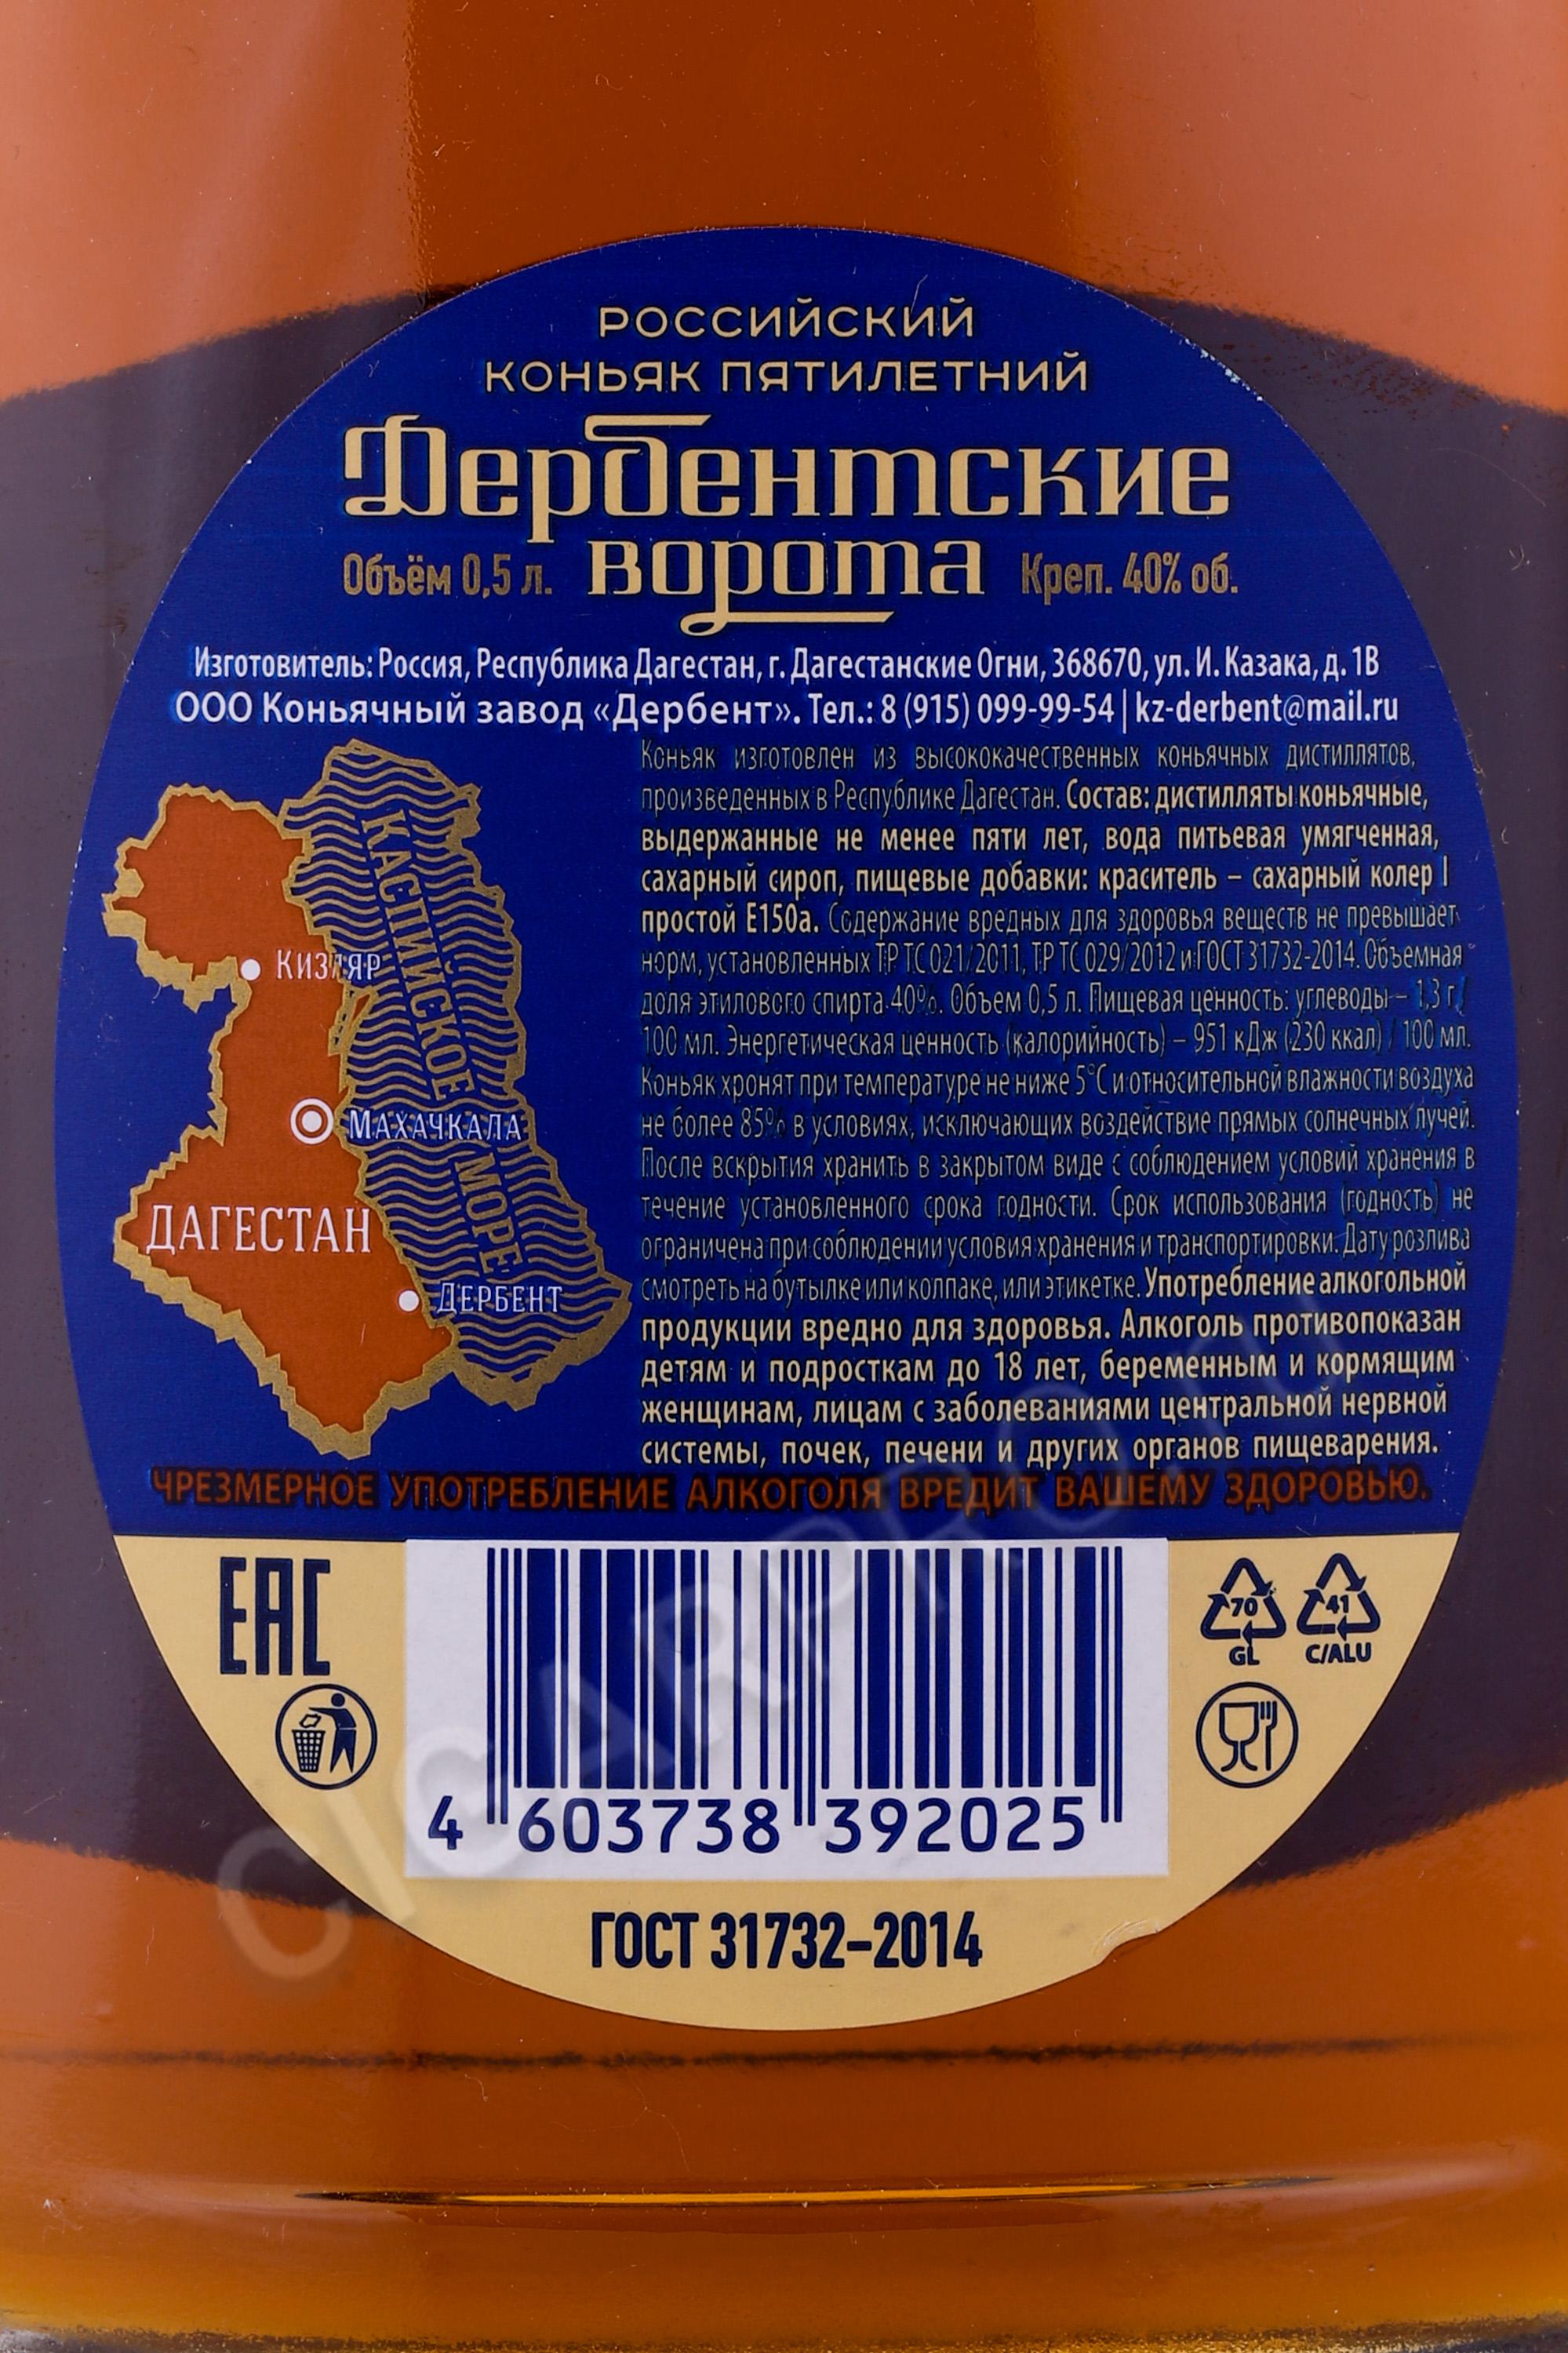 РОССИЙСКИЙ
КОНЬЯК ПЯТИЛЕТНИЙ
Дербентские
ворота
Объём 0,5 л.
Креп. 40% об.
Изготовитель: Россия, Республика Дагестан, г. Дагестанские Огни, 368670, ул. И. Казака, д. 1В
ООО Коньячный завод «Дербент». Тел.: 8 (915) 099-99-54 | kz-derbent@mail.ru
КАСПИЙСКОЕ МОРЕ
КИЗЛЯР
МАХАЧКАЛА
ДАГЕСТАН
ДЕРБЕНТ
Коньяк изготовлен из высококачественных коньячных дистиллятов,
произведенных в Республике Дагестан. Состав: дистилляты коньячные,
выдержанные не менее пяти лет, вода питьевая умягченная,
сахарный сироп, пищевые добавки: краситель – сахарный колер I
простой Е150а. Содержание вредных для здоровья веществ не превышает
норм, установленных ТР ТС 021/2011, ТР ТС 029/2012 и ГОСТ 31732-2014. Объемная
доля этилового спирта 40%. Объем 0,5 л. Пищевая ценность: углеводы – 1,3 г/
100 мл. Энергетическая ценность (калорийность) – 951 кДж (230 ккал) / 100 мл.
Коньяк хронят при температуре не ниже 5°С и относительной влажности воздуха
не более 85% в условиях, исключающих воздействие прямых солнечных лучей.
После вскрытия хранить в закрытом виде с соблюдением условий хранения в
течение установленного срока годности. Срок использования (годность) не
ограничена при соблюдении условия хранения и транспортировки. Дату розлива
смотреть на бутылке или колпаке, или этикетке. Употребление алкогольной
продукции вредно для здоровья. Алкоголь противопоказан
детям и подросткам до 18 лет, беременным и кормящим
женщинам, лицам с заболеваниями центральной нервной
системы, почек, печени и других органов пищеварения.
ЧРЕЗМЕРНОЕ УПОТРЕБЛЕНИЕ АЛКОГОЛЯ ВРЕДИТ ВАШЕМУ ЗДОРОВЬЮ.
EAC
70
GL
41
C/ALU
4 603738 392025
ГОСТ 31732-2014
CIGARPRO.ru